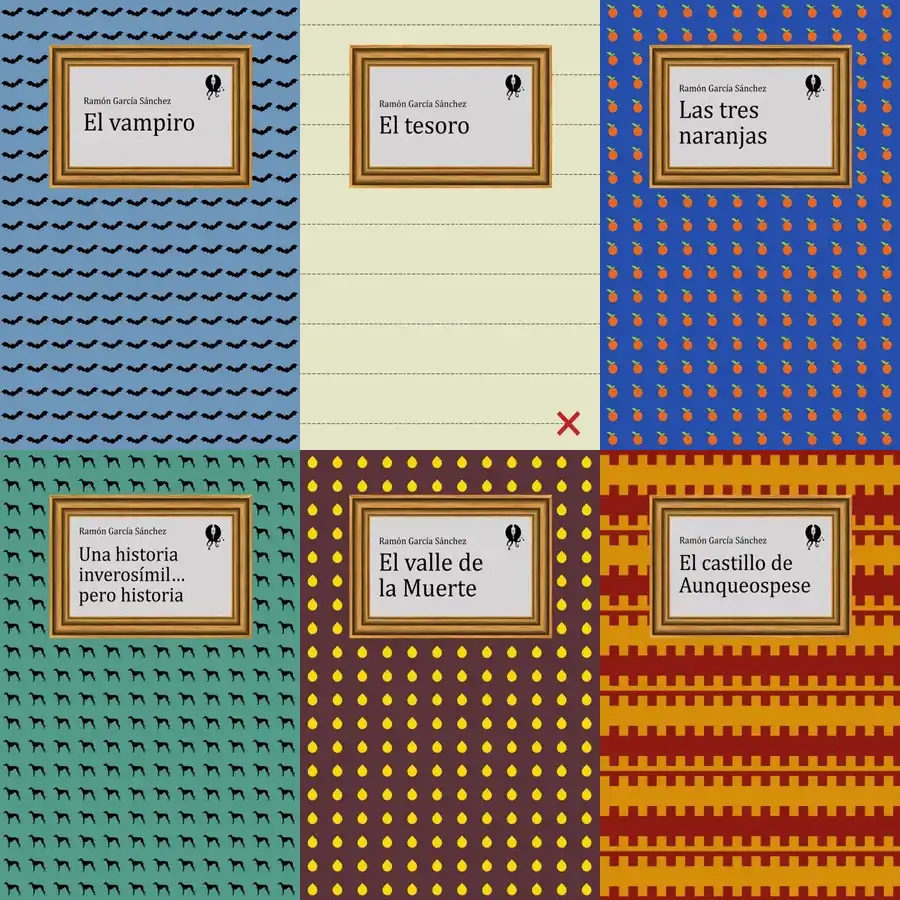 Ramón García Sánchez
El vampiro
Ramón García Sánchez
El tesoro
Ramón García Sánchez
Las tres
naranjas
Ramón García Sánchez
Una historia
inverosímil...
pero historia
Ramón García Sánchez
El valle de
la Muerte
Ramón García Sánchez
El castillo de
Aunqueospese